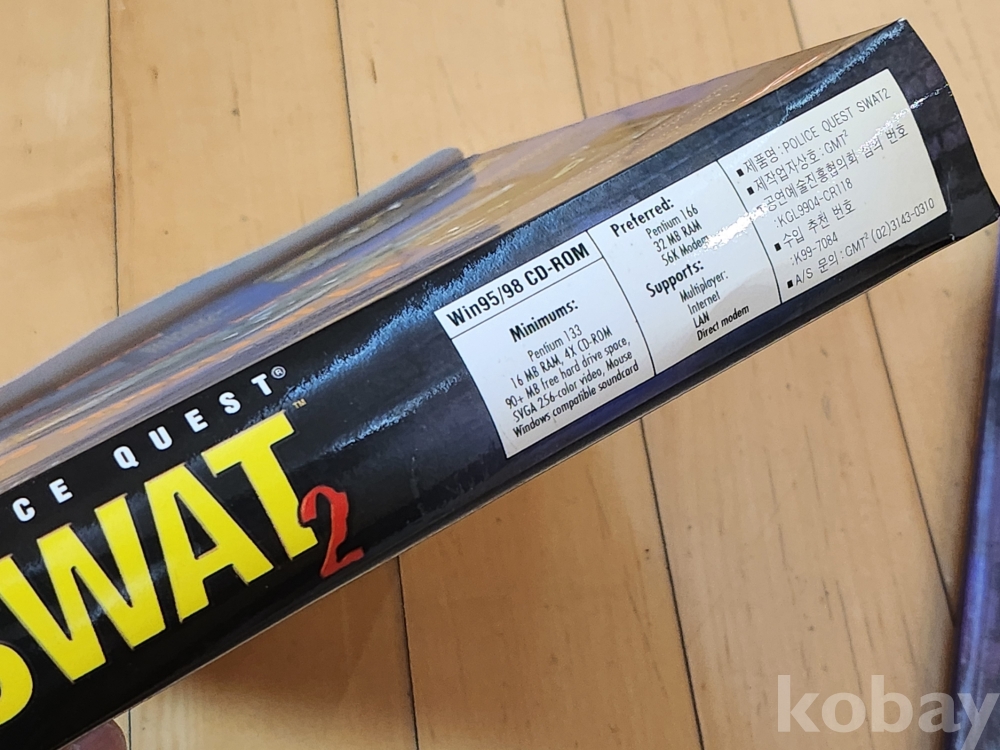 CE QUEST®
SWAT 2™
Win95/98 CD-ROM
Minimums:
Pentium 133
16 MB RAM, 4X CD-ROM
90+ MB free hard drive space,
SVGA 256-color video, Mouse
Windows compatible soundcard
Preferred:
Pentium 166
32 MB RAM
56K Modem
Supports:
Multiplayer:
Internet
LAN
Direct modem
■ 제품명 : POLICE QUEST SWAT2
■ 제작업자상호 : GMT²
■ 공연예술진흥협의회 심의 번호
: KGL9904-CR118
■ 수입 추천 번호
: K99-7084
■ A/S 문의 : GMT² (02)3143-0310
kobay